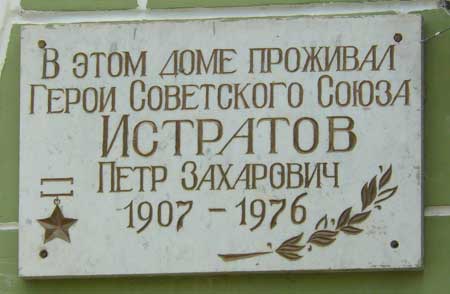 В ЭТОМ ДОМЕ ПРОЖИВАЛ
ГЕРОЙ СОВЕТСКОГО СОЮЗА
ИСТРАТОВ
ПЕТР ЗАХАРОВИЧ
1907 – 1976